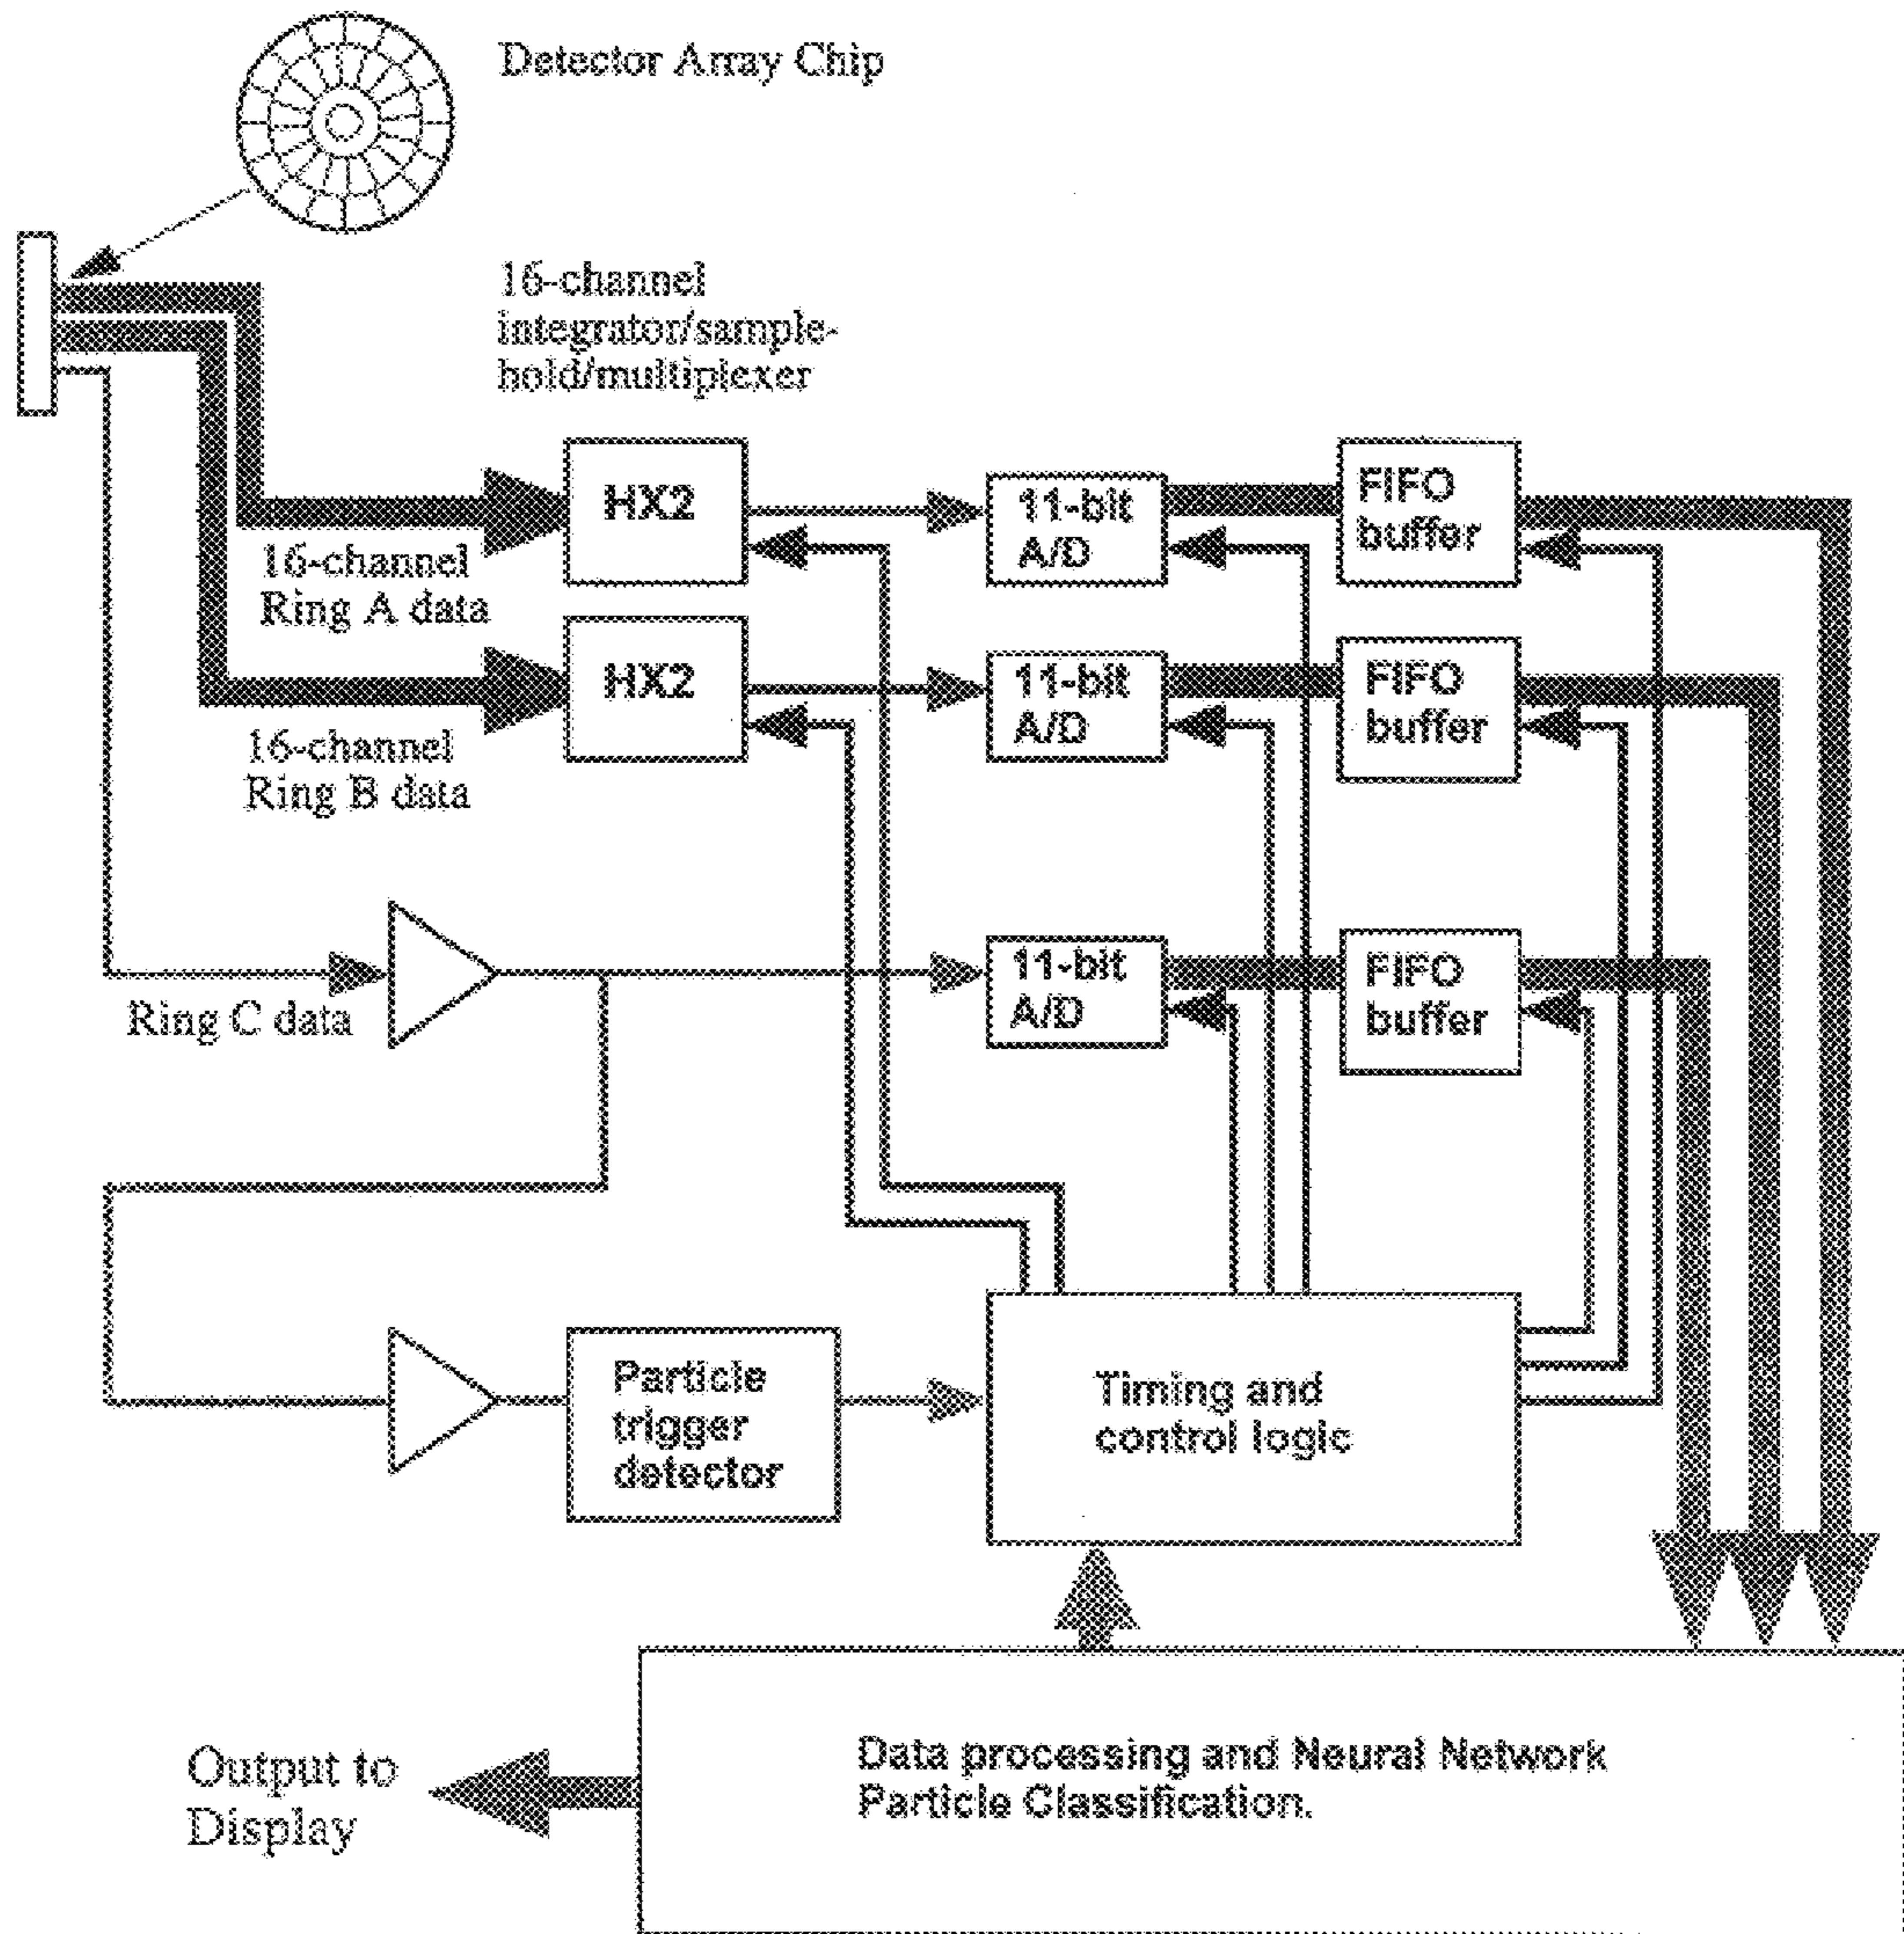 Detector Array Chip
16-channel
integrator/sample-
hold/multiplexer
HX2
11-bit
A/D
FIFO
buffer
16-channel
Ring A data
HX2
11-bit
A/D
FIFO
buffer
16-channel
Ring B data
11-bit
A/D
FIFO
buffer
Ring C data
Particle
trigger
detector
Timing and
control logic
Data processing and Neural Network
Particle Classification.
Output to
Display